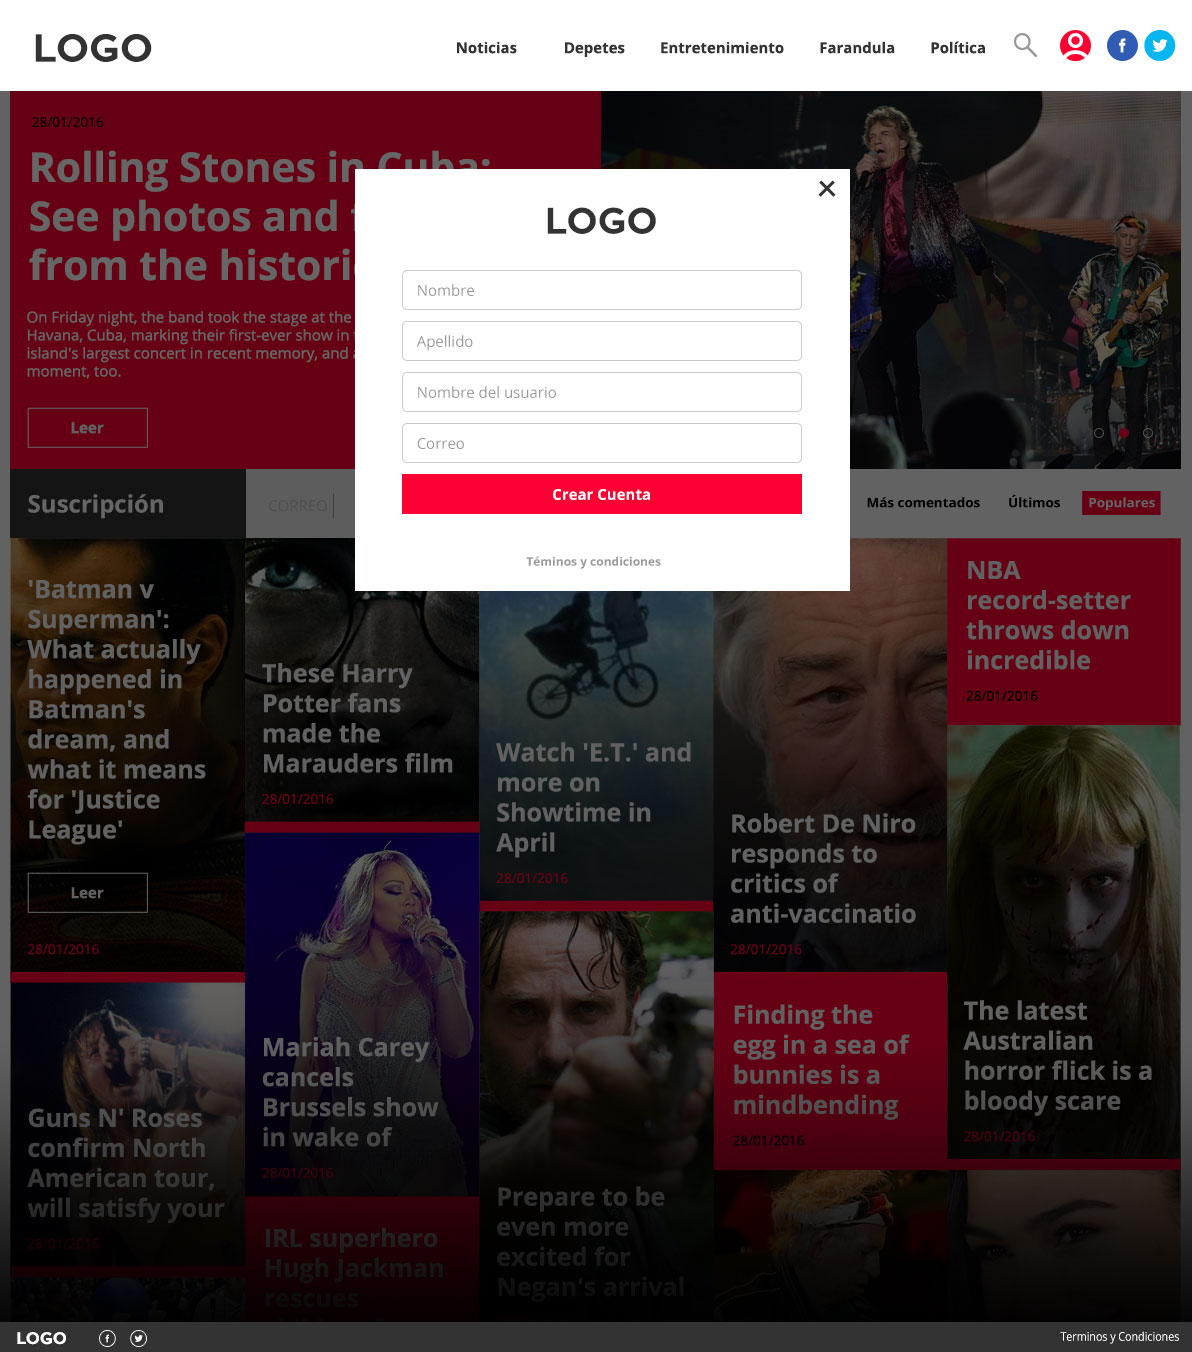 LOGO
Noticias
Depetes
Entretenimiento
Farandula
Política
28/01/2016
Rolling Stones in Cuba:
See photos and
from the histori
On Friday night, the band took the stage at the
Havana, Cuba, marking their first-ever show in
island's largest concert in recent memory, and
moment, too.
Leer
LOGO
Nombre
Apellido
Nombre del usuario
Correo
Crear Cuenta
Téminos y condiciones
Suscripción
CORREO
Más comentados
Últimos
Populares
'Batman v
Superman':
What actually
happened in
Batman's
dream, and
what it means
for 'Justice
League'
Leer
28/01/2016
These Harry
Potter fans
made the
Marauders film
28/01/2016
Watch 'E.T.' and
more on
Showtime in
April
28/01/2016
Robert De Niro
responds to
critics of
anti-vaccinatio
28/01/2016
NBA
record-setter
throws down
incredible
28/01/2016
Guns N' Roses
confirm North
American tour,
will satisfy your
28/01/2016
Mariah Carey
cancels
Brussels show
in wake of
28/01/2016
IRL superhero
Hugh Jackman
rescues
Prepare to be
even more
excited for
Negan's arrival
Finding the
egg in a sea of
bunnies is a
mindbending
28/01/2016
The latest
Australian
horror flick is a
bloody scare
28/01/2016
LOGO
Terminos y Condiciones